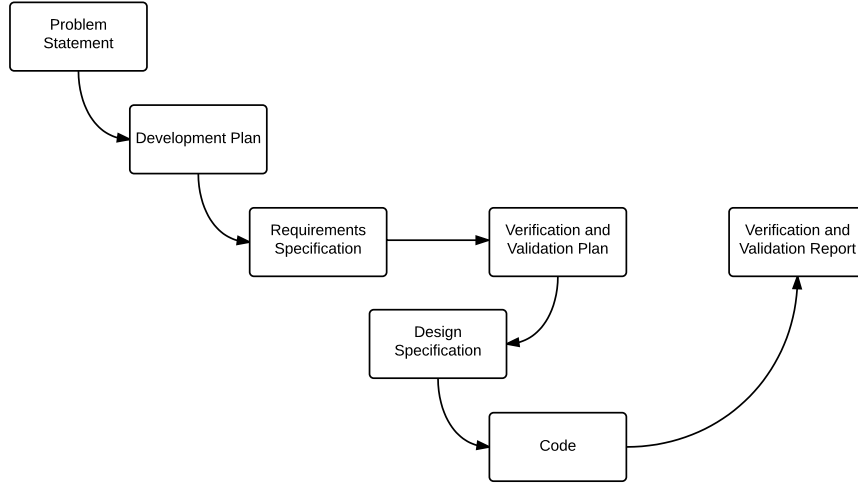 Problem
Statement
Development Plan
Requirements
Specification
Verification and
Validation Plan
Verification and
Validation Report
Design
Specification
Code